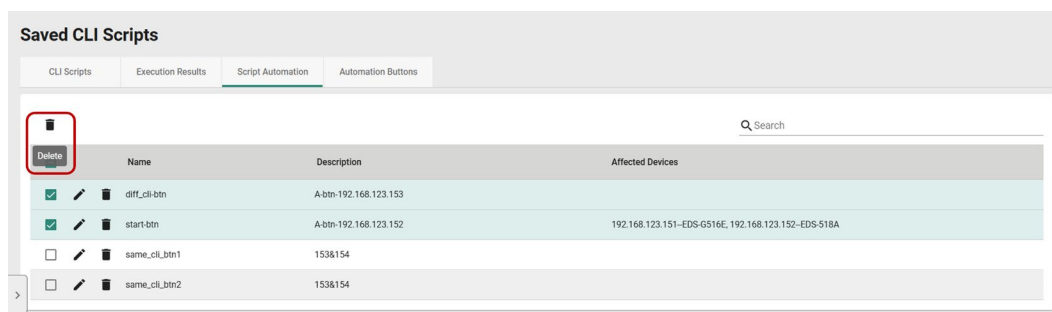 Saved CLI Scripts
CLI Scripts Execution Results Script Automation Automation Buttons
Search
Delete
Name Description Affected Devices
diff_cli-btn A-btn-192.168.123.153
start-btn A-btn-192.168.123.152 192.168.123.151--EDS-G516E, 192.168.123.152--EDS-518A
same_cli_btn1 153&154
same_cli_btn2 153&154